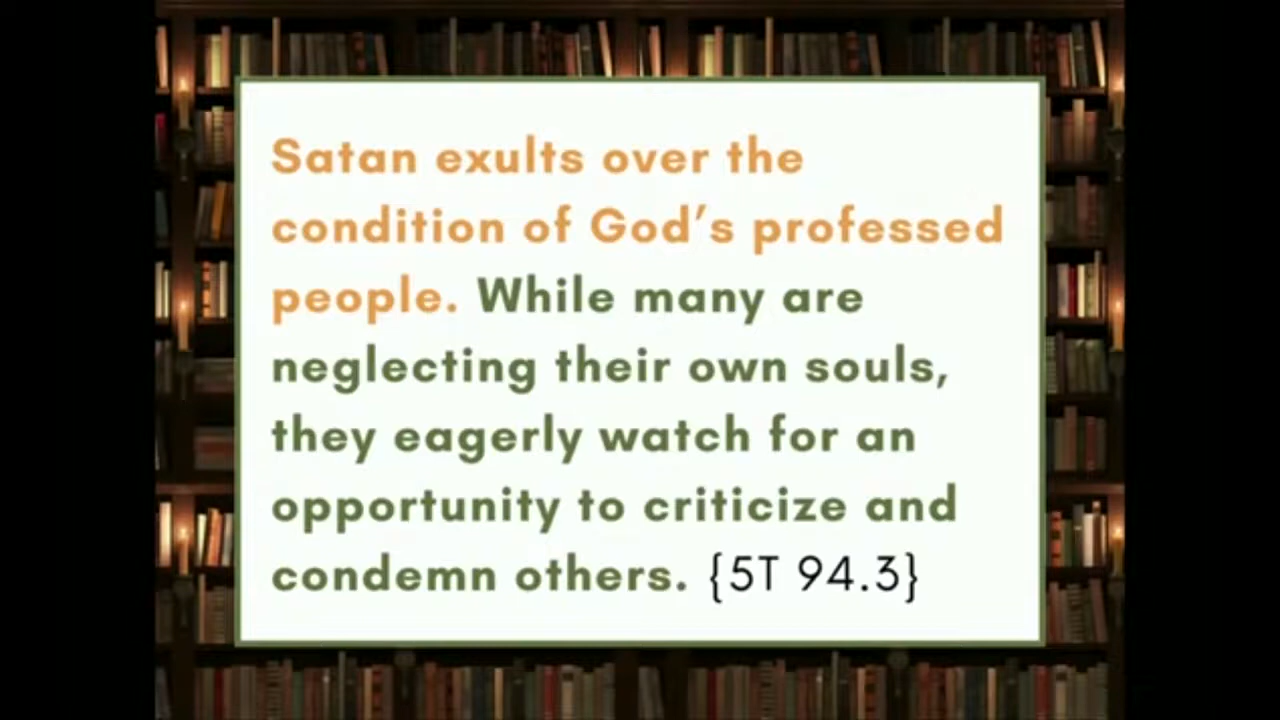 Satan exults over the
condition of God’s professed
people. While many are
neglecting their own souls,
they eagerly watch for an
opportunity to criticize and
condemn others. {5T 94.3}